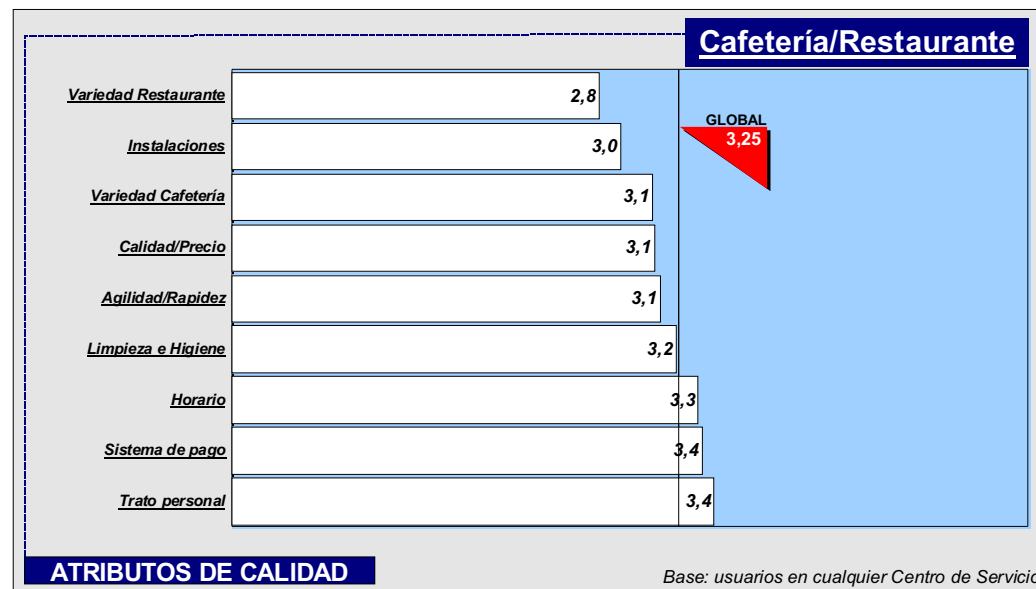 Cafetería/Restaurante
Variedad Restaurante 2,8
GLOBAL
3,25
Instalaciones 3,0
Variedad Cafetería 3,1
Calidad/Precio 3,1
Agilidad/Rapidez 3,1
Limpieza e Higiene 3,2
Horario 3,3
Sistema de pago 3,4
Trato personal 3,4
ATRIBUTOS DE CALIDAD
Base: usuarios en cualquier Centro de Servicio